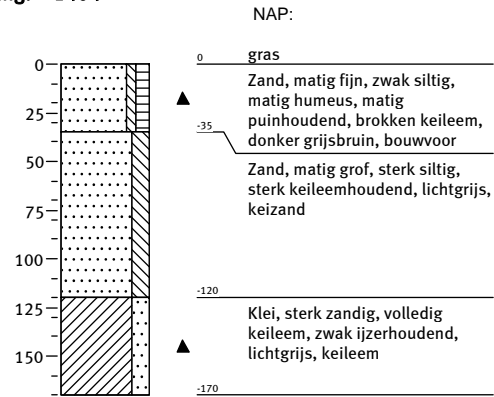 NAP:
0
25
50
75
100
125
150
0
gras
Zand, matig fijn, zwak siltig,
matig humeus, matig
puinhoudend, brokken keileem,
donker grijsbruin, bouwvoor
-35
Zand, matig grof, sterk siltig,
sterk keileemhoudend, lichtgrijs,
keizand
-120
Klei, sterk zandig, volledig
keileem, zwak ijzerhoudend,
lichtgrijs, keileem
-170